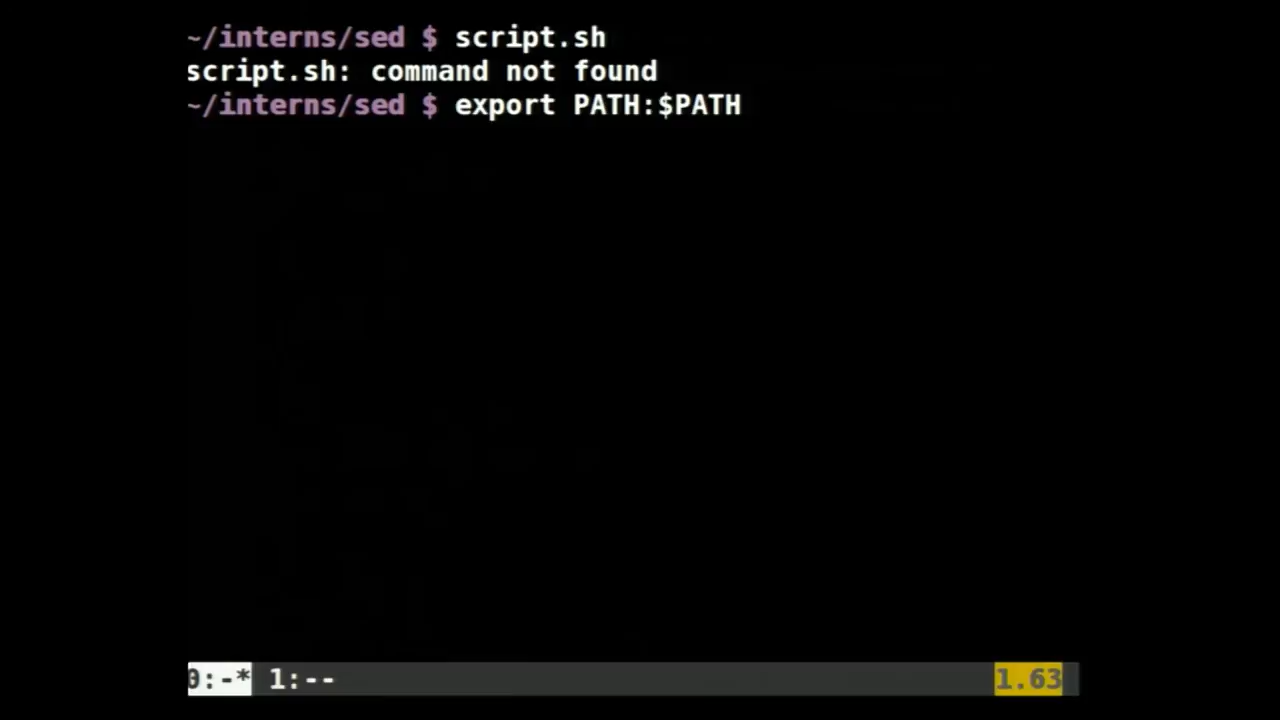 ~/interns/sed $ script.sh
script.sh: command not found
~/interns/sed $ export PATH:$PATH
0:-* 1:-- 1.63